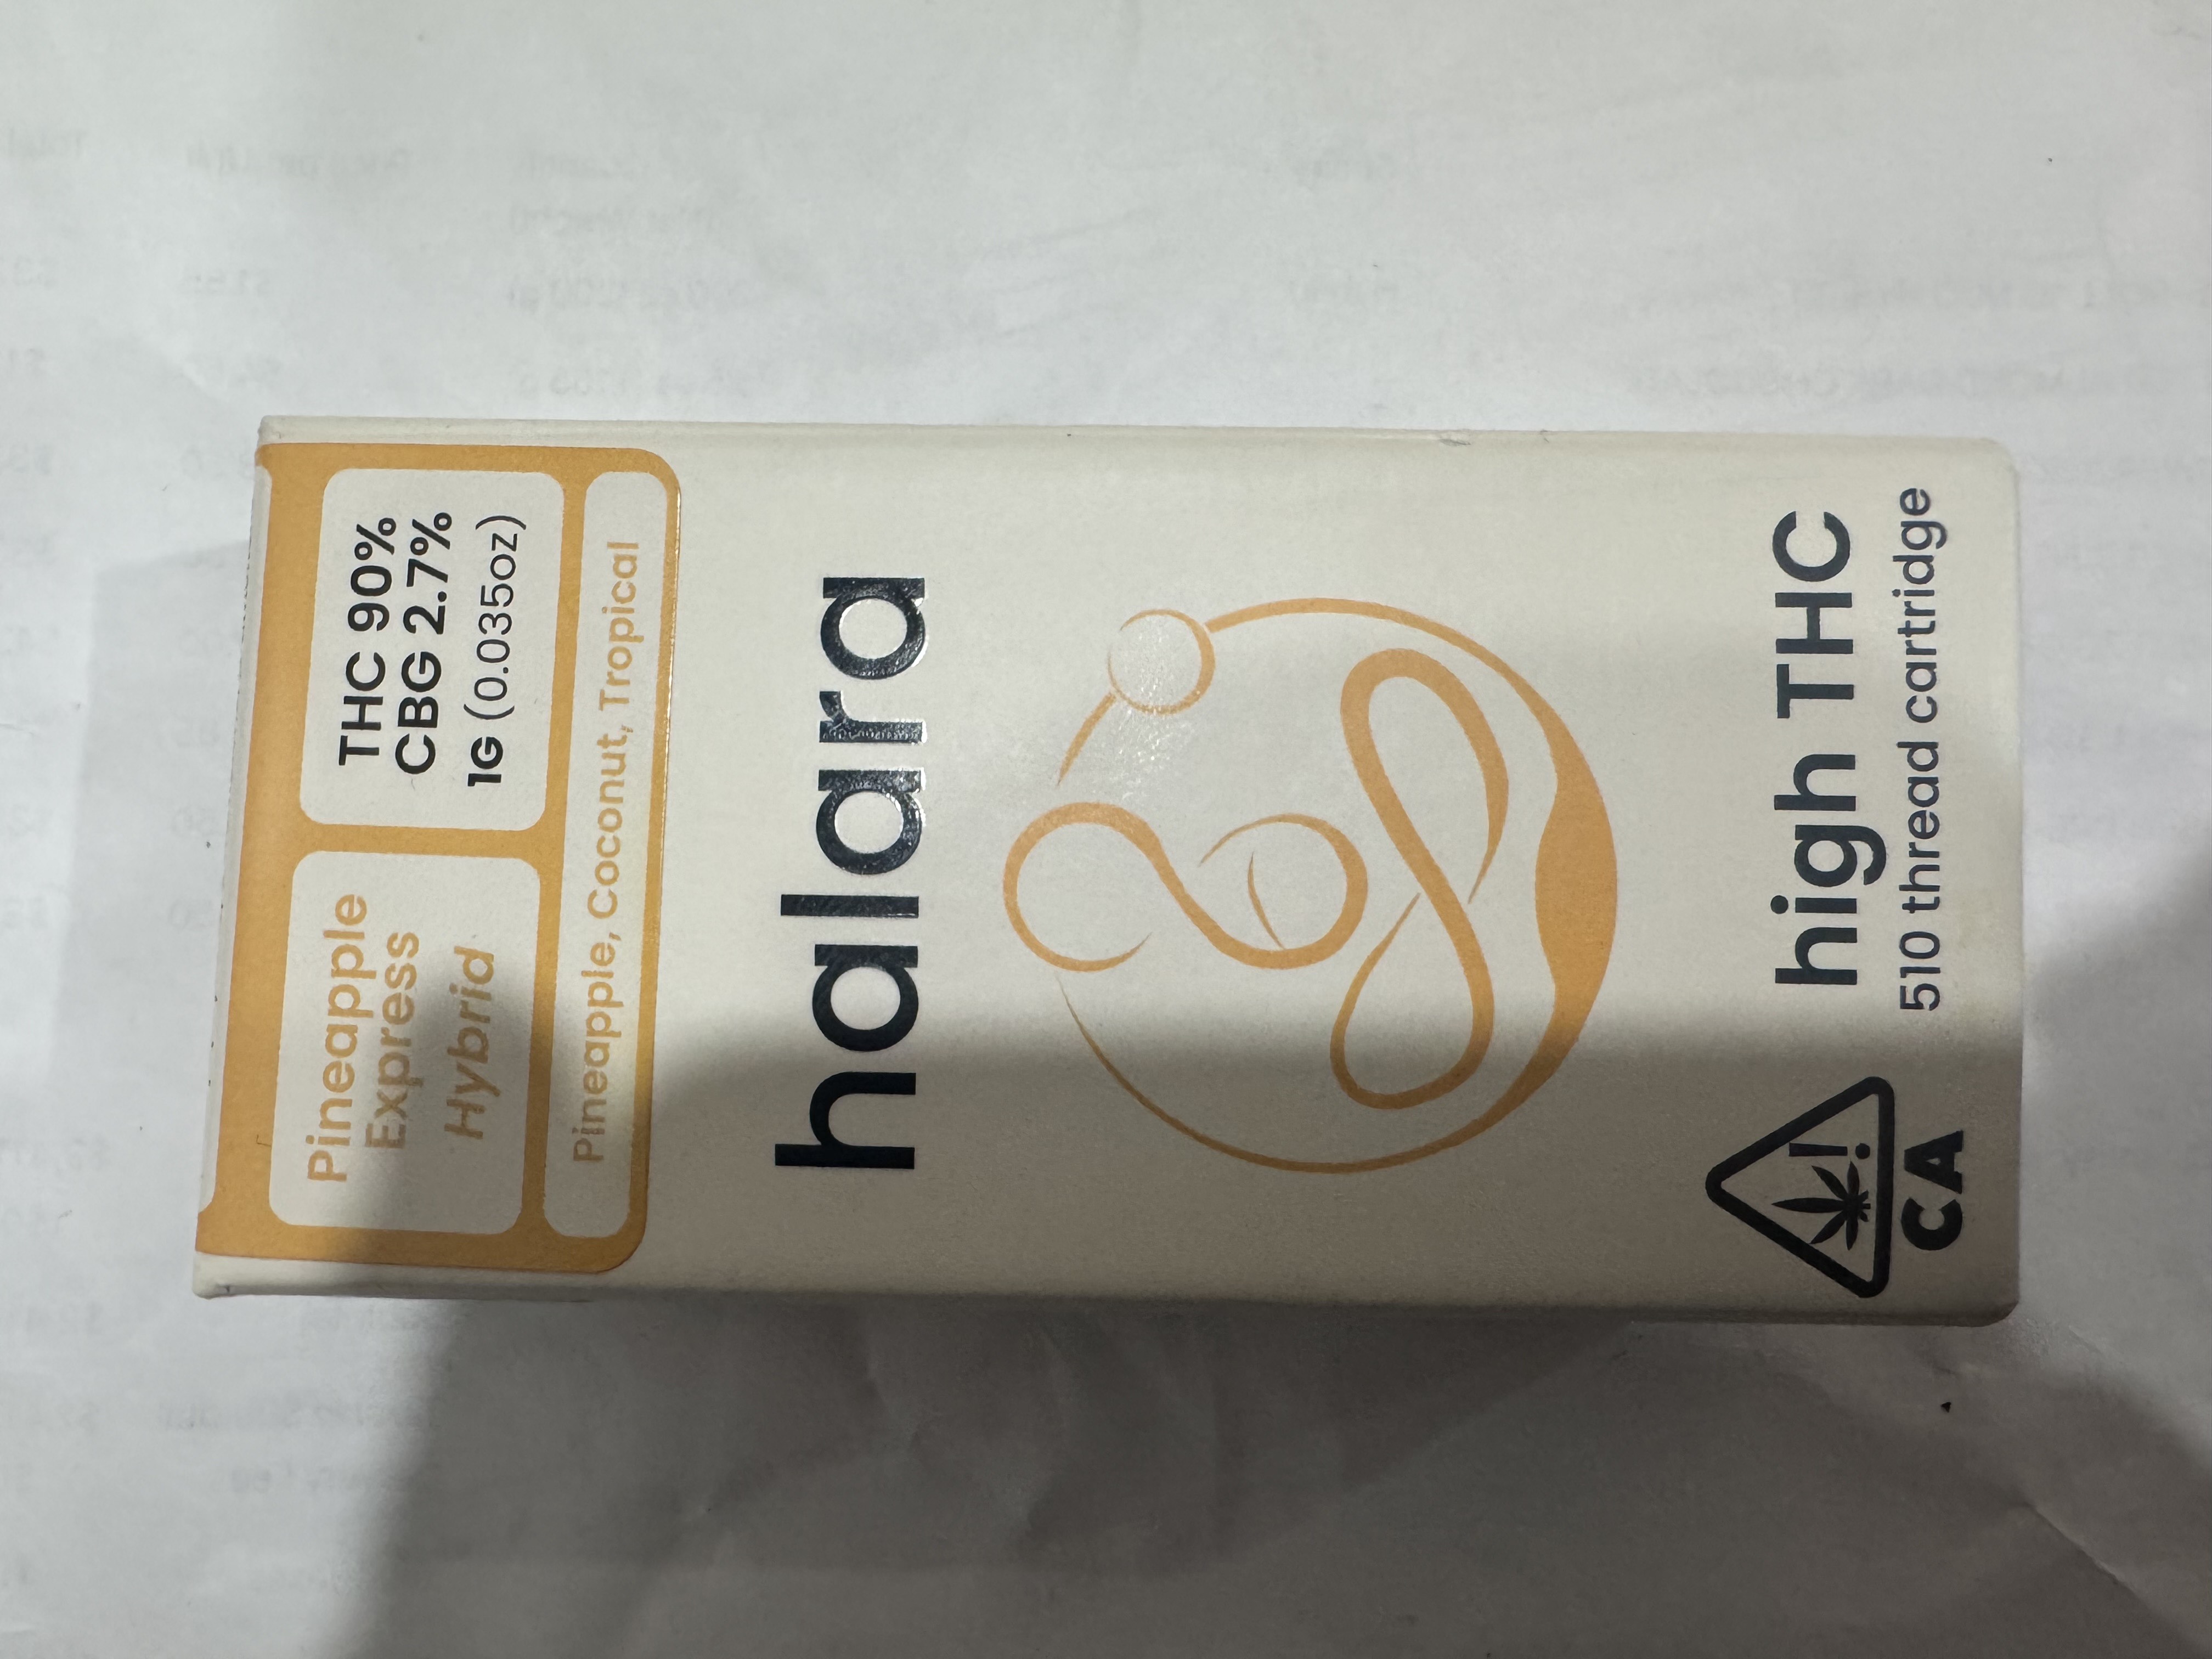 Pineapple
Express
Hybrid
THC 90%
CBG 2.7%
1G (0.035oz)
Pineapple, Coconut, Tropical
halara
!
CA
high THC
510 thread cartridge